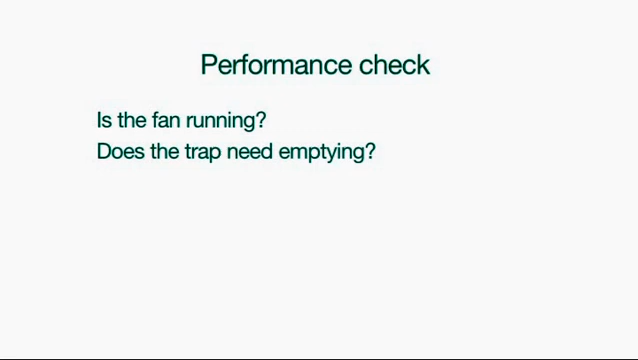 Performance check
Is the fan running?
Does the trap need emptying?